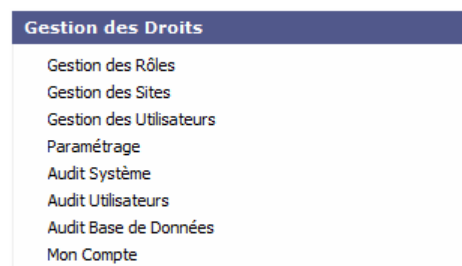 Gestion des Droits
Gestion des Rôles
Gestion des Sites
Gestion des Utilisateurs
Paramétrage
Audit Système
Audit Utilisateurs
Audit Base de Données
Mon Compte